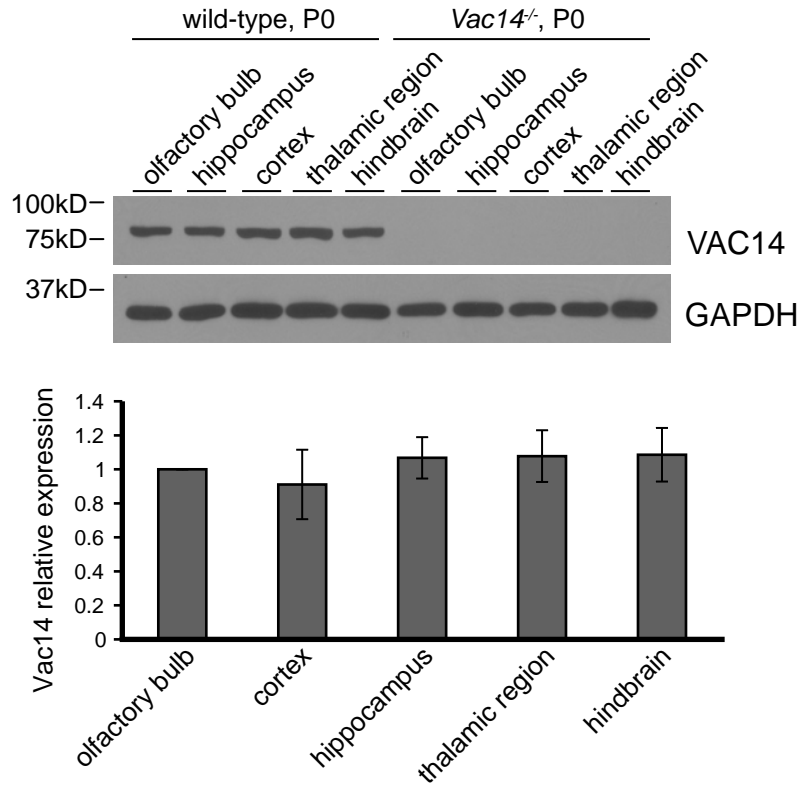 wild-type, P0 Vac14-/-, P0
olfactory bulb hippocampus cortex thalamic region hindbrain olfactory bulb hippocampus cortex thalamic region hindbrain
100kD
75kD VAC14
37kD
GAPDH
Vac14 relative expression
1.4
1.2
1
0.8
0.6
0.4
0.2
0
olfactory bulb cortex hippocampus thalamic region hindbrain